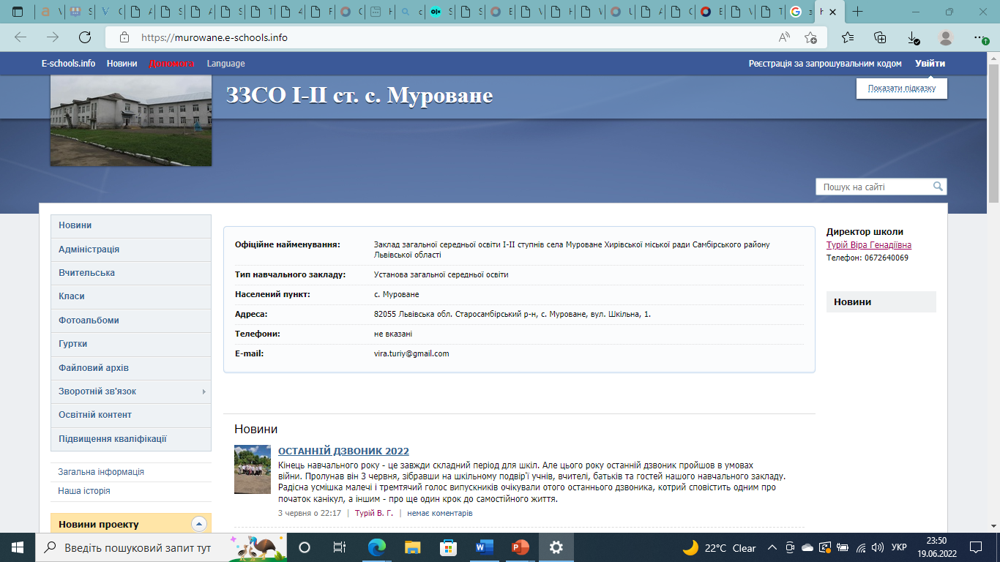 https://murowane.e-schools.info
E-schools.info Новини Допомога Language
Реєстрація за запрошувальним кодом Увійти
Показати підказку
ЗЗСО І-ІІ ст. с. Муроване
Пошук на сайті
Новини
Адміністрація
Вчительська
Класи
Фотоальбоми
Гуртки
Файловий архів
Зворотній зв'язок
Освітній контент
Підвищення кваліфікації
Загальна інформація
Наша історія
Новини проекту
Офіційне найменування: Заклад загальної середньої освіти І-ІІ ступнів села Муроване Хирівської міської ради Самбірського району
Львівської області
Тип навчального закладу: Установа загальної середньої освіти
Населений пункт: с. Муроване
Адреса: 82055 Львівська обл. Старосамбірський р-н, с. Муроване, вул. Шкільна, 1.
Телефони: не вказані
E-mail: vira.turiy@gmail.com
Новини
ОСТАННІЙ ДЗВОНИК 2022
Кінець навчального року - це завжди складний період для шкіл. Але цього року останній дзвоник пройшов в умовах
війни. Пролунав він 3 червня, зібравши на шкільному подвір'ї учнів, вчителі, батьків та гостей нашого навчального закладу.
Радісна усмішка малечі і тремтячий голос випускників очікували отого останнього дзвоника, котрий сповістить одним про
початок канікул, а іншим - про ще один крок до самостійного життя.
3 червня о 22:17 | Турій В. Г. | немає коментарів
Директор школи
Турій Віра Генадіївна
Телефон: 0672640069
Новини
Введіть пошуковий запит тут
22°C Clear
УКР
23:50
19.06.2022